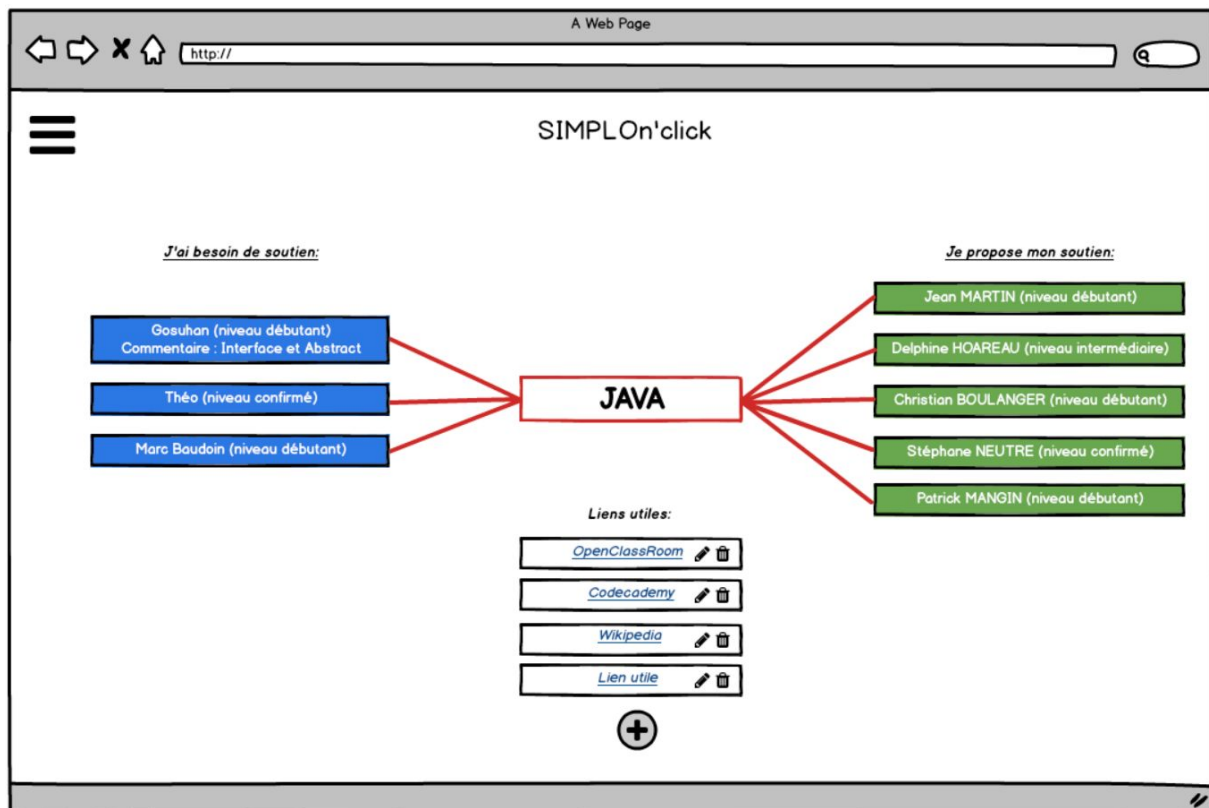 A Web Page
http://
SIMPLOn'click
J'ai besoin de soutien:
Gosuhan (niveau débutant)
Commentaire : Interface et Abstract
Théo (niveau confirmé)
Marc Baudoin (niveau débutant)
JAVA
Je propose mon soutien:
Jean MARTIN (niveau débutant)
Delphine HOAREAU (niveau intermédiaire)
Christian BOULANGER (niveau débutant)
Stéphane NEUTRE (niveau confirmé)
Patrick MANGIN (niveau débutant)
Liens utiles:
OpenClassRoom
Codecademy
Wikipedia
Lien utile